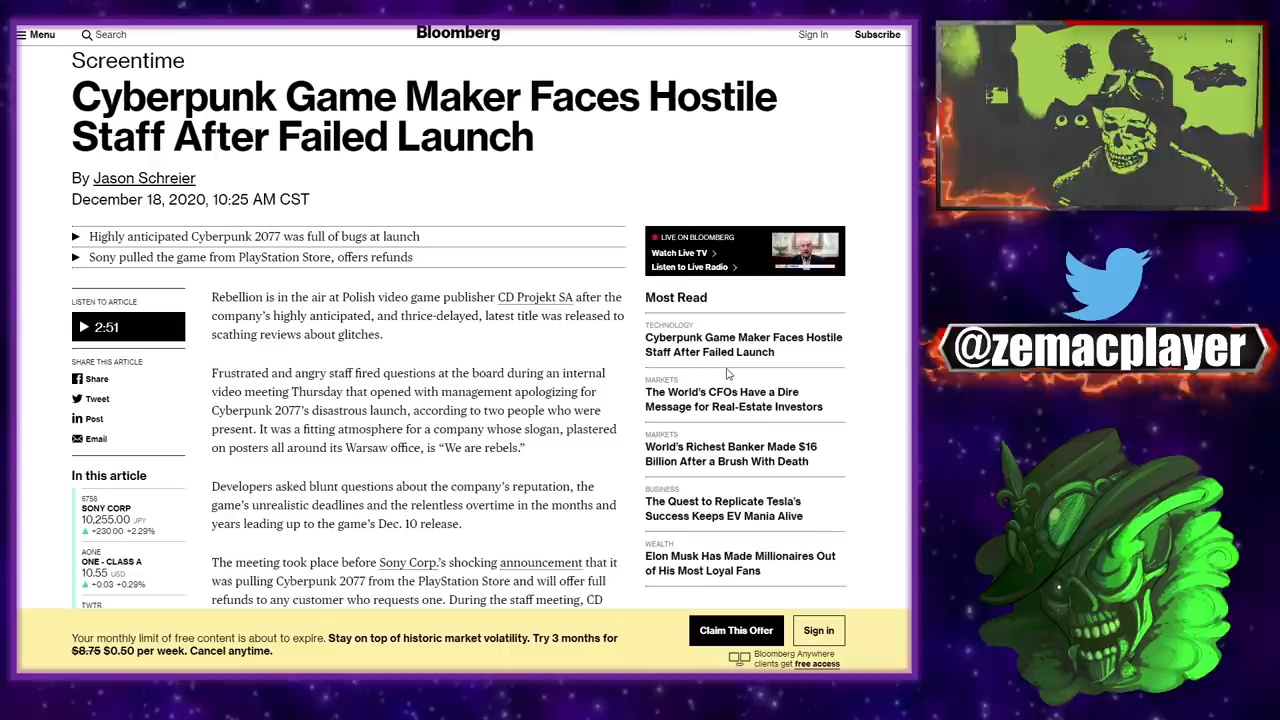 Menu
Search
Bloomberg
Sign In
Subscribe
Screentime
Cyberpunk Game Maker Faces Hostile
Staff After Failed Launch
By Jason Schreier
December 18, 2020, 10:25 AM CST
Highly anticipated Cyberpunk 2077 was full of bugs at launch
Sony pulled the game from PlayStation Store, offers refunds
LISTEN TO ARTICLE
2:51
SHARE THIS ARTICLE
Share
Tweet
Post
Email
In this article
6758
SONY CORP
10,255.00 JPY
▲ +230.00 +2.29%
AONE
ONE - CLASS A
10.55 USD
▲ +0.03 +0.29%
TWTR
Rebellion is in the air at Polish video game publisher CD Projekt SA after the
company's highly anticipated, and thrice-delayed, latest title was released to
scathing reviews about glitches.
Frustrated and angry staff fired questions at the board during an internal
video meeting Thursday that opened with management apologizing for
Cyberpunk 2077's disastrous launch, according to two people who were
present. It was a fitting atmosphere for a company whose slogan, plastered
on posters all around its Warsaw office, is “We are rebels.”
Developers asked blunt questions about the company's reputation, the
game's unrealistic deadlines and the relentless overtime in the months and
years leading up to the game's Dec. 10 release.
The meeting took place before Sony Corp.'s shocking announcement that it
was pulling Cyberpunk 2077 from the PlayStation Store and will offer full
refunds to any customer who requests one. During the staff meeting, CD
LIVE ON BLOOMBERG
Watch Live TV
Listen to Live Radio
Most Read
TECHNOLOGY
Cyberpunk Game Maker Faces Hostile
Staff After Failed Launch
MARKETS
The World's CFOs Have a Dire
Message for Real-Estate Investors
MARKETS
World's Richest Banker Made $16
Billion After a Brush With Death
BUSINESS
The Quest to Replicate Tesla's
Success Keeps EV Mania Alive
WEALTH
Elon Musk Has Made Millionaires Out
of His Most Loyal Fans
Your monthly limit of free content is about to expire. Stay on top of historic market volatility. Try 3 months for
$8.75 $0.50 per week. Cancel anytime.
Claim This Offer
Sign in
Bloomberg Anywhere
clients get free access
@zemacplayer